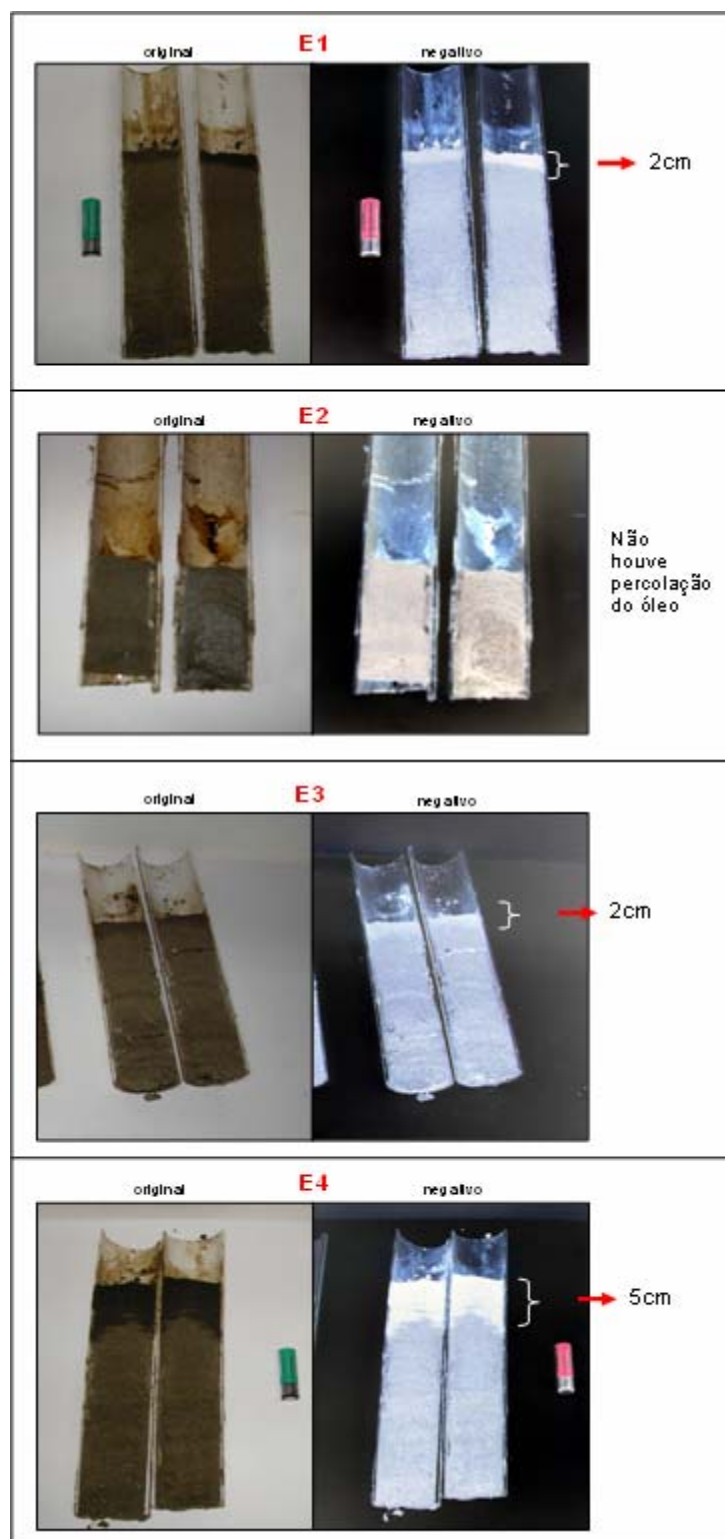 E1
original
negativo
2cm
E2
original
negativo
Não
houve
percolação
do óleo
E3
original
negativo
2cm
E4
original
negativo
5cm